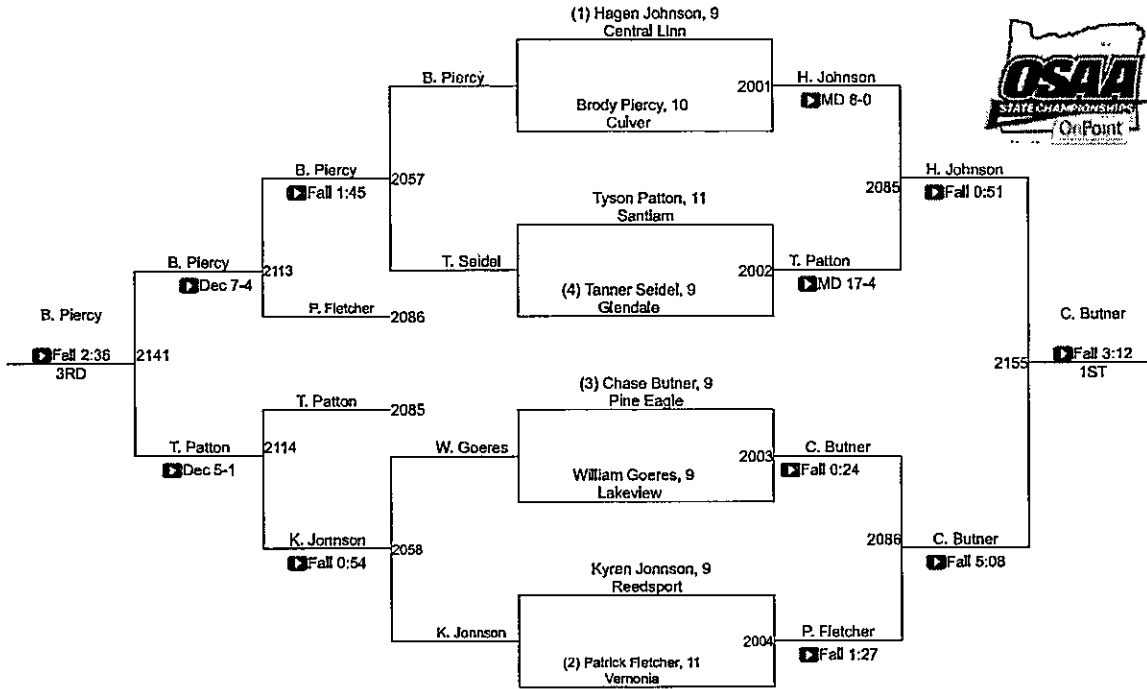 (1) Hagen Johnson, 9
Central Linn
B. Piercy
2001
H. Johnson
MD 8-0
Brody Piercy, 10
Culver
OSAA
STATE CHAMPIONSHIPS
OnPoint
B. Piercy
Fall 1:45
2057
Tyson Patton, 11
Santiam
2085
H. Johnson
Fall 0:51
T. Seidel
2002
T. Patton
MD 17-4
(4) Tanner Seidel, 9
Glendale
B. Piercy
Dec 7-4
2113
P. Fletcher
2086
B. Piercy
Fall 2:36
3RD
2141
C. Butner
Fall 3:12
1ST
2155
T. Patton
2085
(3) Chase Butner, 9
Pine Eagle
T. Patton
Dec 5-1
2114
W. Goeres
2003
C. Butner
Fall 0:24
William Goeres, 9
Lakeview
K. Jonnson
Fall 0:54
2058
Kyren Jonnson, 9
Reedsport
2086
C. Butner
Fall 5:08
K. Jonnson
2004
P. Fletcher
Fall 1:27
(2) Patrick Fletcher, 11
Vernonia